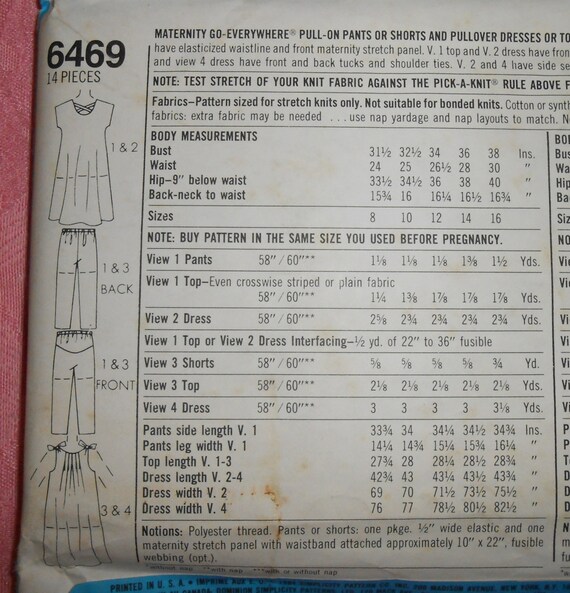 6469
14 PIECES
MATERNITY GO-EVERYWHERE® PULL-ON PANTS OR SHORTS AND PULLOVER DRESSES OR TO
have elasticized waistline and front maternity stretch panel. V. 1 top and V. 2 dress have fron
and view 4 dress have front and back tucks and shoulder ties. V. 2 and 4 have side se
NOTE: TEST STRETCH OF YOUR KNIT FABRIC AGAINST THE PICK-A-KNIT® RULE ABOVE F
Fabrics–Pattern sized for stretch knits only. Not suitable for bonded knits. Cotton or synth
fabrics: extra fabric may be needed ...use nap yardage and nap layouts to match. N
BODY MEASUREMENTS
Bust 31½ 32½ 34 36 38 Ins.
Waist 24 25 26½ 28 30 "
Hip–9" below waist 33½ 34½ 36 38 40 "
Back-neck to waist 15¾ 16 16¼ 16½ 16¾ "
Sizes 8 10 12 14 16
NOTE: BUY PATTERN IN THE SAME SIZE YOU USED BEFORE PREGNANCY.
View 1 Pants 58"/60"** 1⅛ 1⅛ 1⅛ 1⅜ 1½ Yds.
View 1 Top–Even crosswise striped or plain fabric
58"/60"** 1¼ 1⅜ 1⅞ 1⅞ 1⅞ Yds.
View 2 Dress 58"/60"** 2⅝ 2¾ 2¾ 2¾ 2¾ Yds.
View 1 Top or View 2 Dress Interfacing–½ yd. of 22" to 36" fusible
View 3 Shorts 58"/60"** ⅝ ⅝ ⅝ ⅝ ¾ Yd.
View 3 Top 58"/60"** 2⅛ 2⅛ 2⅛ 2⅛ 2⅛ Yds.
View 4 Dress 58"/60"** 3 3 3 3 3⅛ Yds.
Pants side length V. 1 33¾ 34 34¼ 34½ 34¾ Ins.
Pants leg width V. 1 14¼ 14¾ 15¼ 15¾ 16¼ "
Top length V. 1-3 27¾ 28 28¼ 28½ 28¾ "
Dress length V. 2-4 42¾ 43 43¼ 43½ 43¾ "
Dress width V. 2 69 70 71½ 73½ 75½ "
Dress width V. 4 76 77 78½ 80½ 82½ "
Notions: Polyester thread. Pants or shorts: one pkge. ½" wide elastic and one
maternity stretch panel with waistband attached approximately 10" x 22", fusible
webbing (opt.).
1 & 2
1 & 3
BACK
1 & 3
FRONT
3 & 4
PRINTED IN U.S.A.